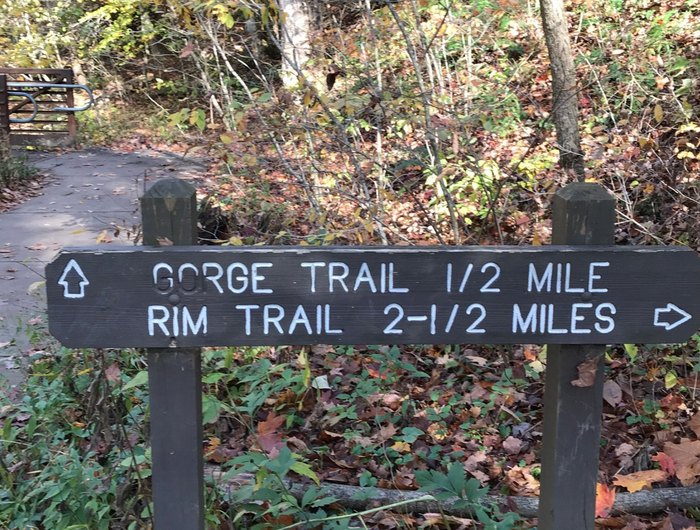 GORGE TRAIL 1/2 MILE
RIM TRAIL 2-1/2 MILES